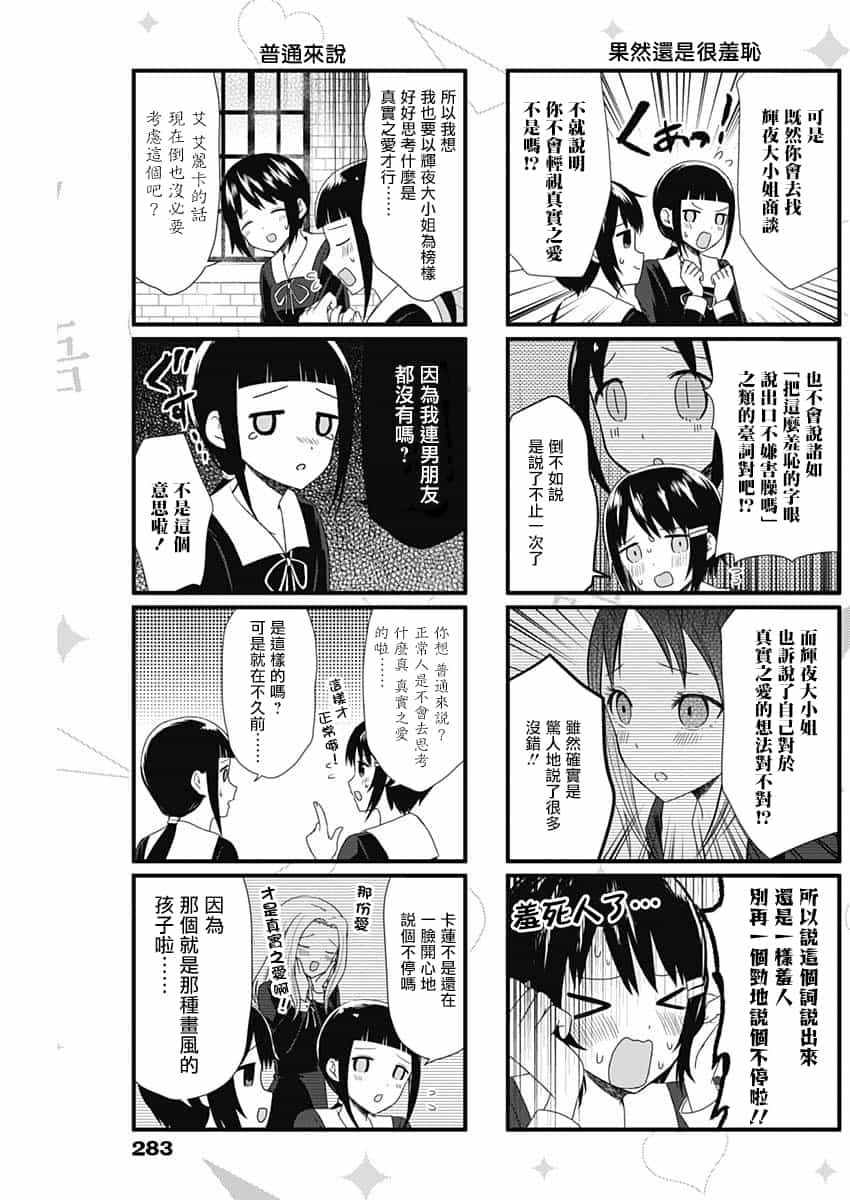 果然還是很羞恥
可是
既然你會去找
輝夜大小姐商談
不就說明
你不會輕視真實之愛
不是嗎!?
くぁっ!
也不會說諸如
「把這麼羞恥的字眼
說出口不嫌害臊嗎」
之類的臺詞對吧!?
倒不如說
是說了不止一次了
而輝夜大小姐
也訴說了自己對於
真實之愛的想法對不對!?
雖然確實是
驚人地說了很多
沒錯!!
所以說這個詞說出來
還是一樣羞人
別再一個勁地說個不停啦!!
羞死人了…
普通來說
所以我想
我也要以輝夜大小姐為榜樣
好好思考什麼是
真實之愛才行…
艾 艾麗卡的話
現在倒也沒必要
考慮這個吧?
因為我連男朋友
都沒有嗎?
ぐすっ
不是這個
意思啦!
你想 普通來說?
正常人是不會去思考
什麼真 真實之愛
的啦……
這樣才
正常哦!
是這樣的嗎?
可是就在不久前……
卡蓮不是還在
一臉開心地
說個不停嗎
那份愛
才是真實之愛啊!!
因為
那個就是那種畫風的
孩子啦……
283